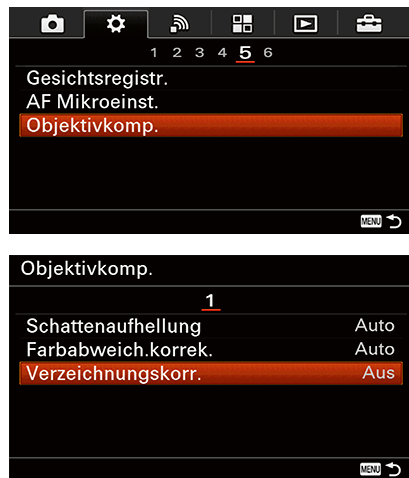 1 2 3 4 5 6
Gesichtsregistr.
AF Mikroeinst.
Objektivkomp.
MENU
Objektivkomp.
1
Schattenaufhellung Auto
Farbabweich.korrek. Auto
Verzeichnungskorr. Aus
MENU